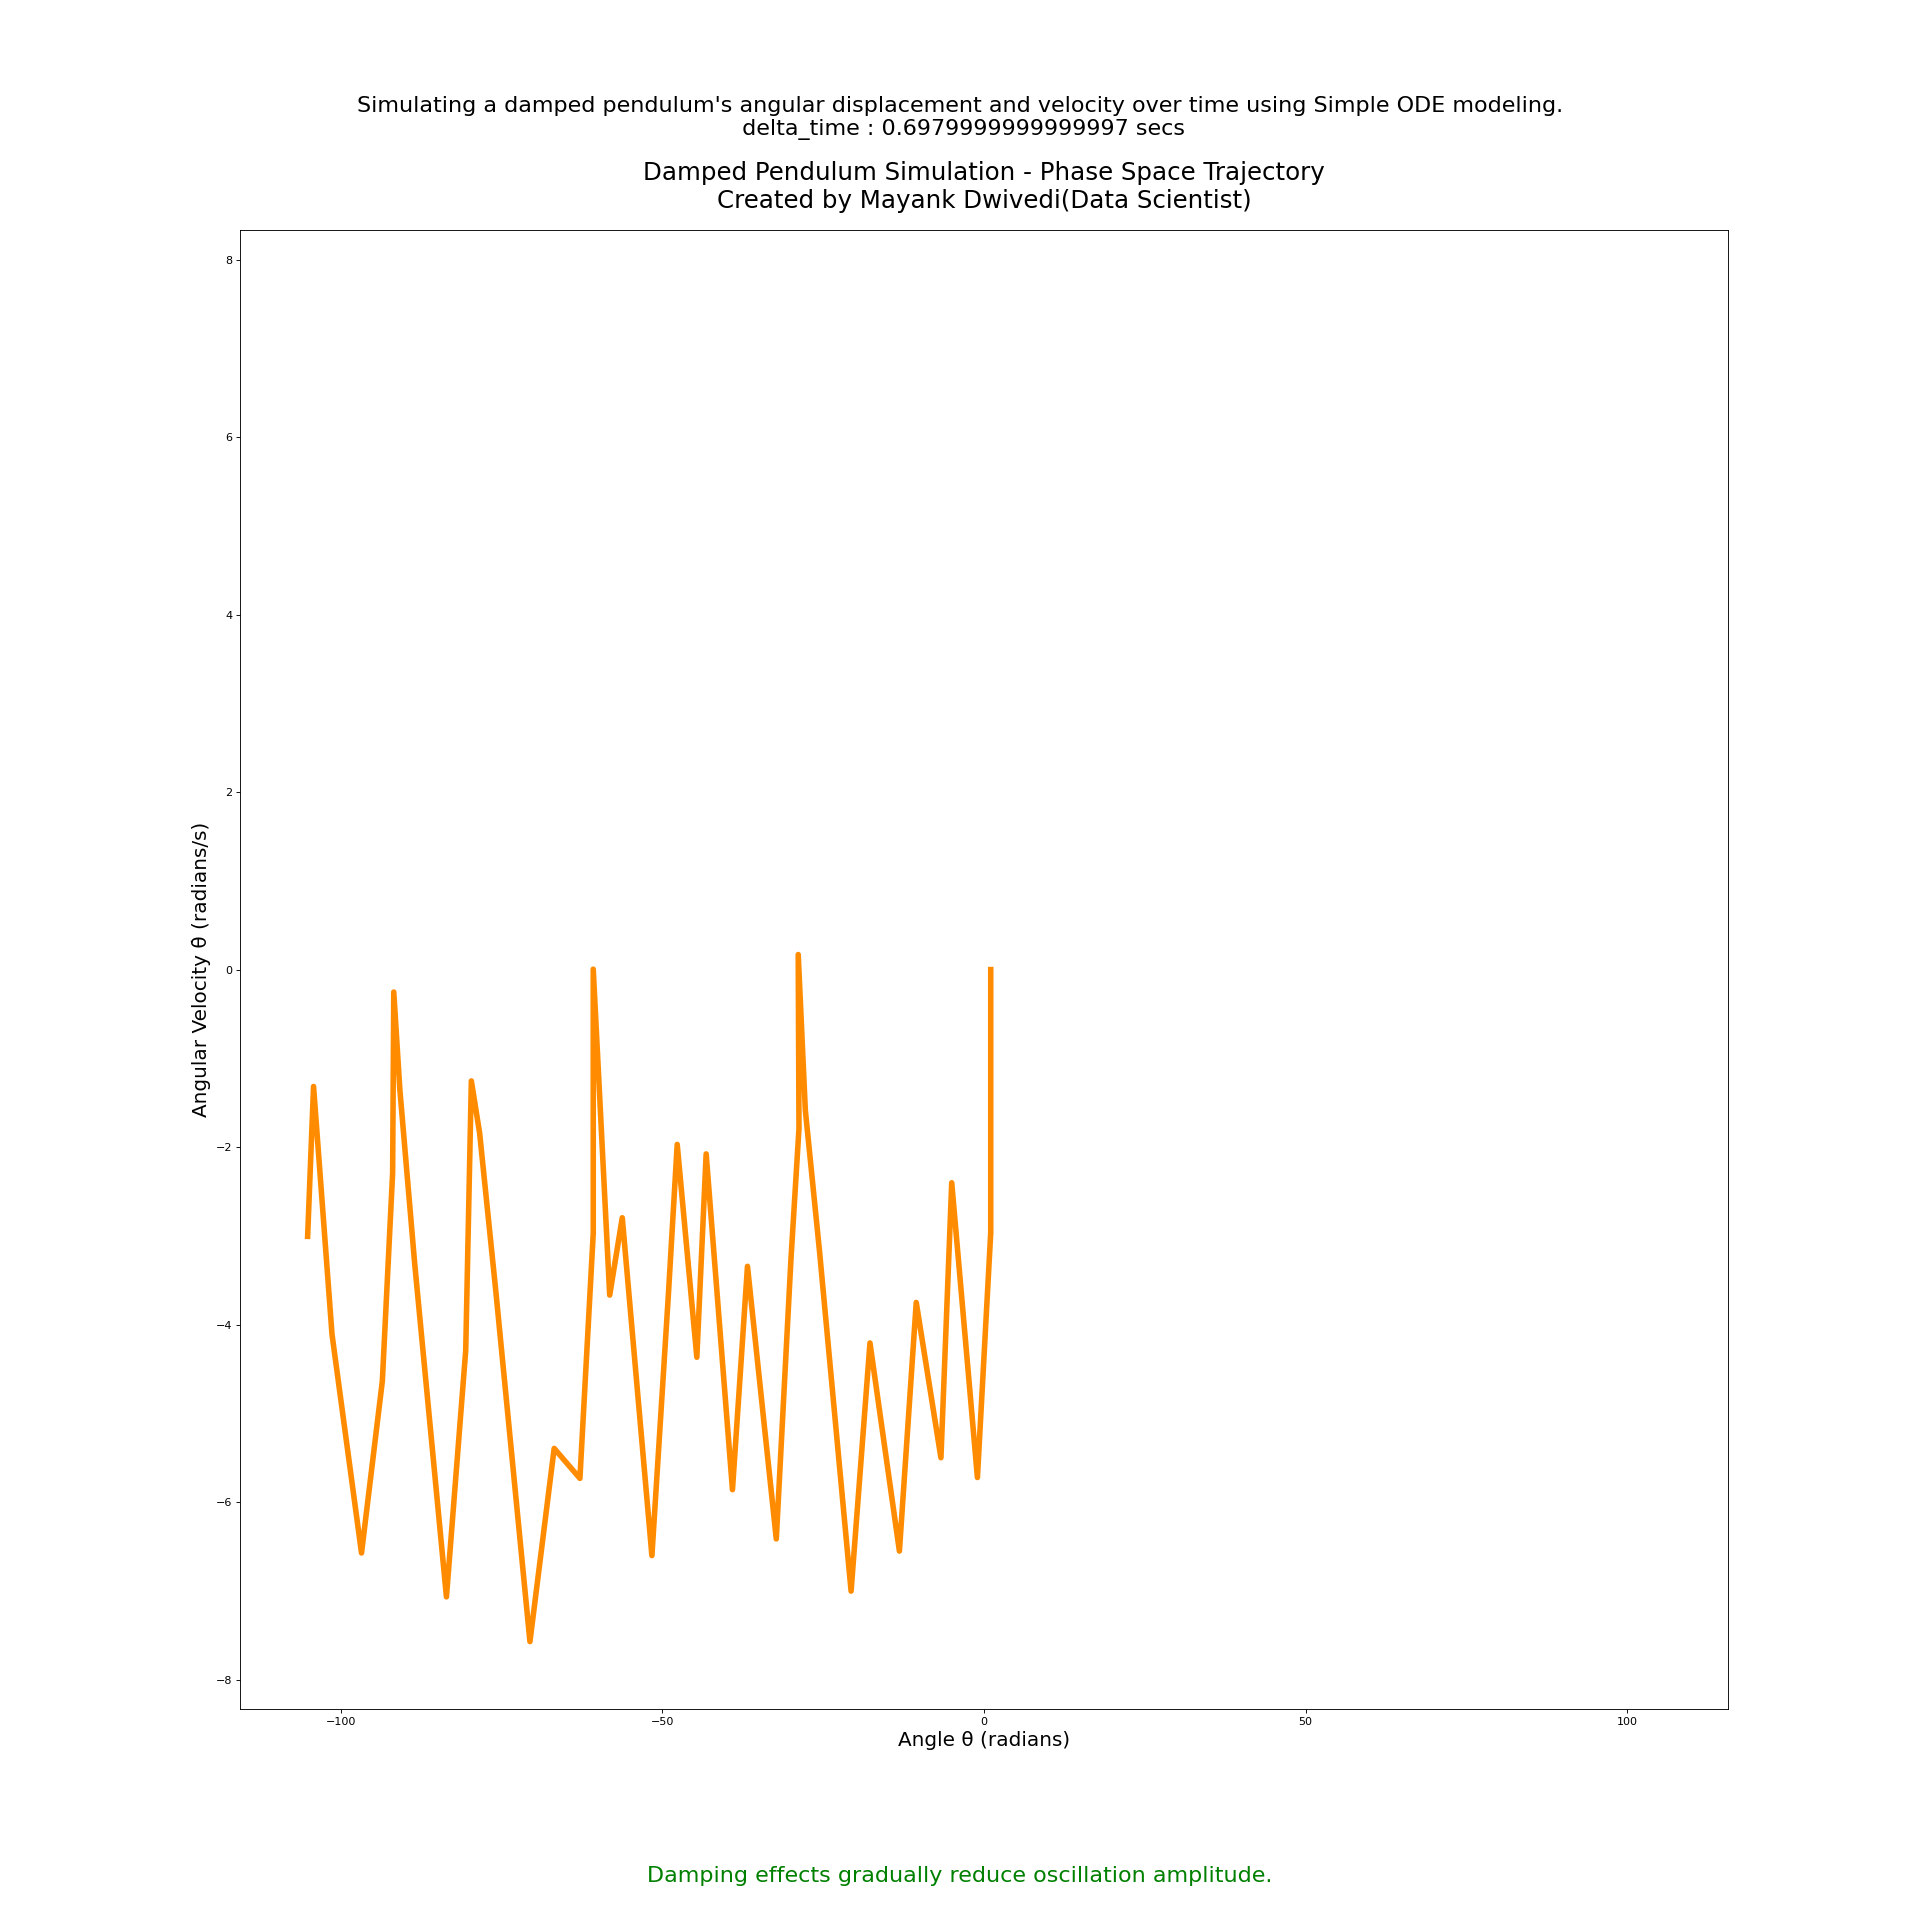 Simulating a damped pendulum's angular displacement and velocity over time using Simple ODE modeling.
delta_time : 0.6979999999999997 secs
Damped Pendulum Simulation - Phase Space Trajectory
Created by Mayank Dwivedi(Data Scientist)
Angular Velocity θ̇ (radians/s)
8
6
4
2
0
−2
−4
−6
−8
−100
−50
0
50
100
Angle θ (radians)
Damping effects gradually reduce oscillation amplitude.